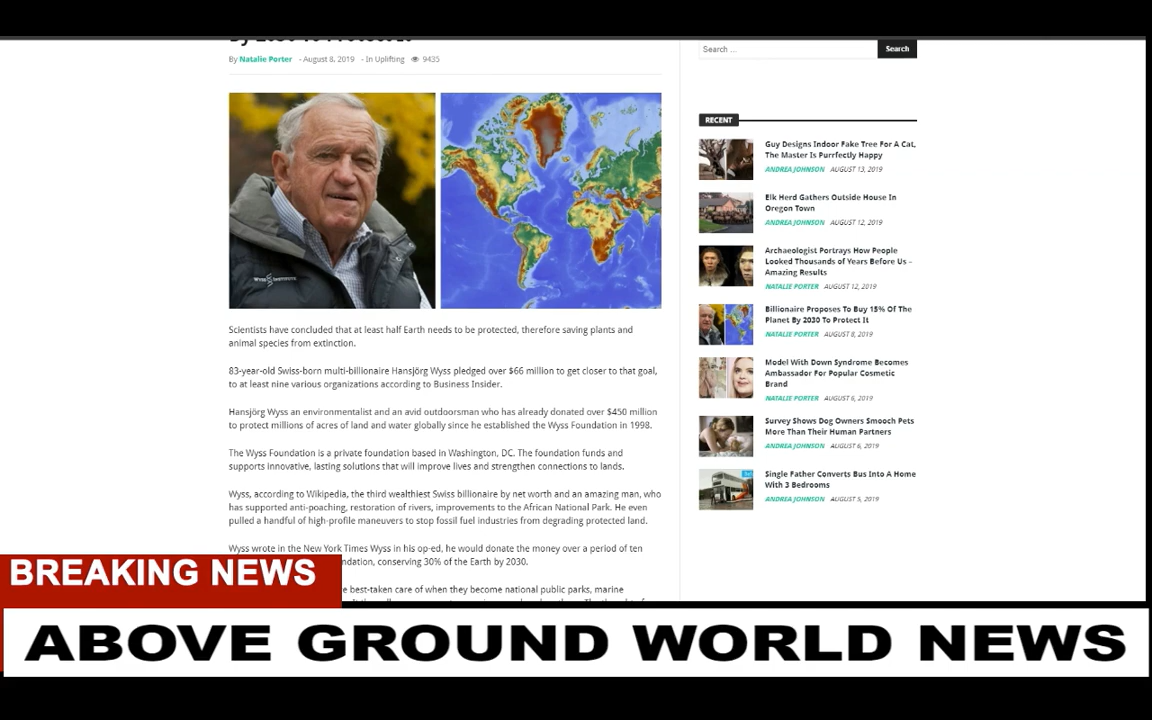 By Natalie Porter - August 8, 2019 - In Uplifting 9435
Scientists have concluded that at least half Earth needs to be protected, therefore saving plants and
animal species from extinction.
83-year-old Swiss-born multi-billionaire Hansjörg Wyss pledged over $66 million to get closer to that goal,
to at least nine various organizations according to Business Insider.
Hansjörg Wyss an environmentalist and an avid outdoorsman who has already donated over $450 million
to protect millions of acres of land and water globally since he established the Wyss Foundation in 1998.
The Wyss Foundation is a private foundation based in Washington, DC. The foundation funds and
supports innovative, lasting solutions that will improve lives and strengthen connections to lands.
Wyss, according to Wikipedia, the third wealthiest Swiss billionaire by net worth and an amazing man, who
has supported anti-poaching, restoration of rivers, improvements to the African National Park. He even
pulled a handful of high-profile maneuvers to stop fossil fuel industries from degrading protected land.
Wyss wrote in the New York Times Wyss in his op-ed, he would donate the money over a period of ten
ndation, conserving 30% of the Earth by 2030.
e best-taken care of when they become national public parks, marine
Search ...
Search
RECENT
Guy Designs Indoor Fake Tree For A Cat,
The Master Is Purrfectly Happy
ANDREA JOHNSON AUGUST 13, 2019
Elk Herd Gathers Outside House In
Oregon Town
ANDREA JOHNSON AUGUST 12, 2019
Archaeologist Portrays How People
Looked Thousands of Years Before Us –
Amazing Results
NATALIE PORTER AUGUST 12, 2019
Billionaire Proposes To Buy 15% Of The
Planet By 2030 To Protect It
NATALIE PORTER AUGUST 8, 2019
Model With Down Syndrome Becomes
Ambassador For Popular Cosmetic
Brand
NATALIE PORTER AUGUST 6, 2019
Survey Shows Dog Owners Smooch Pets
More Than Their Human Partners
ANDREA JOHNSON AUGUST 6, 2019
Single Father Converts Bus Into A Home
With 3 Bedrooms
ANDREA JOHNSON AUGUST 5, 2019
BREAKING NEWS
ABOVE GROUND WORLD NEWS